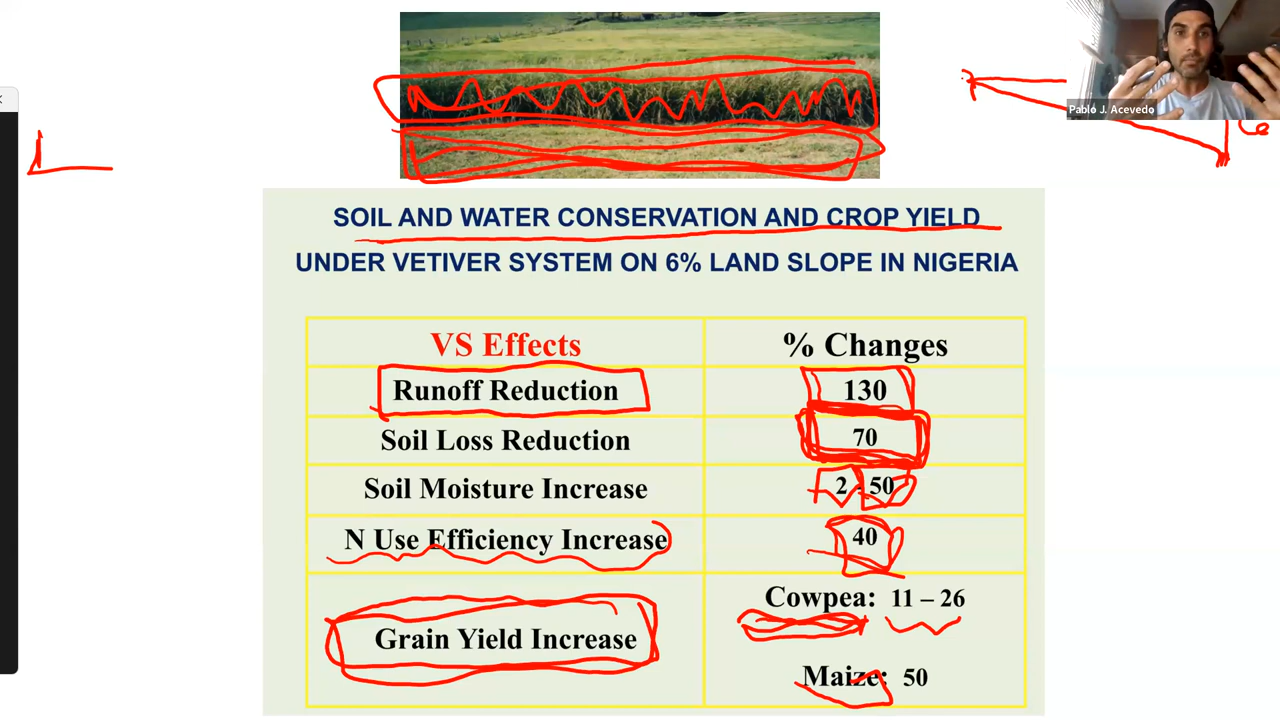 Pablo J. Acevedo
SOIL AND WATER CONSERVATION AND CROP YIELD
UNDER VETIVER SYSTEM ON 6% LAND SLOPE IN NIGERIA
VS Effects % Changes
Runoff Reduction 130
Soil Loss Reduction 70
Soil Moisture Increase 2 - 50
N Use Efficiency Increase 40
Cowpea: 11 – 26
Grain Yield Increase
Maize: 50